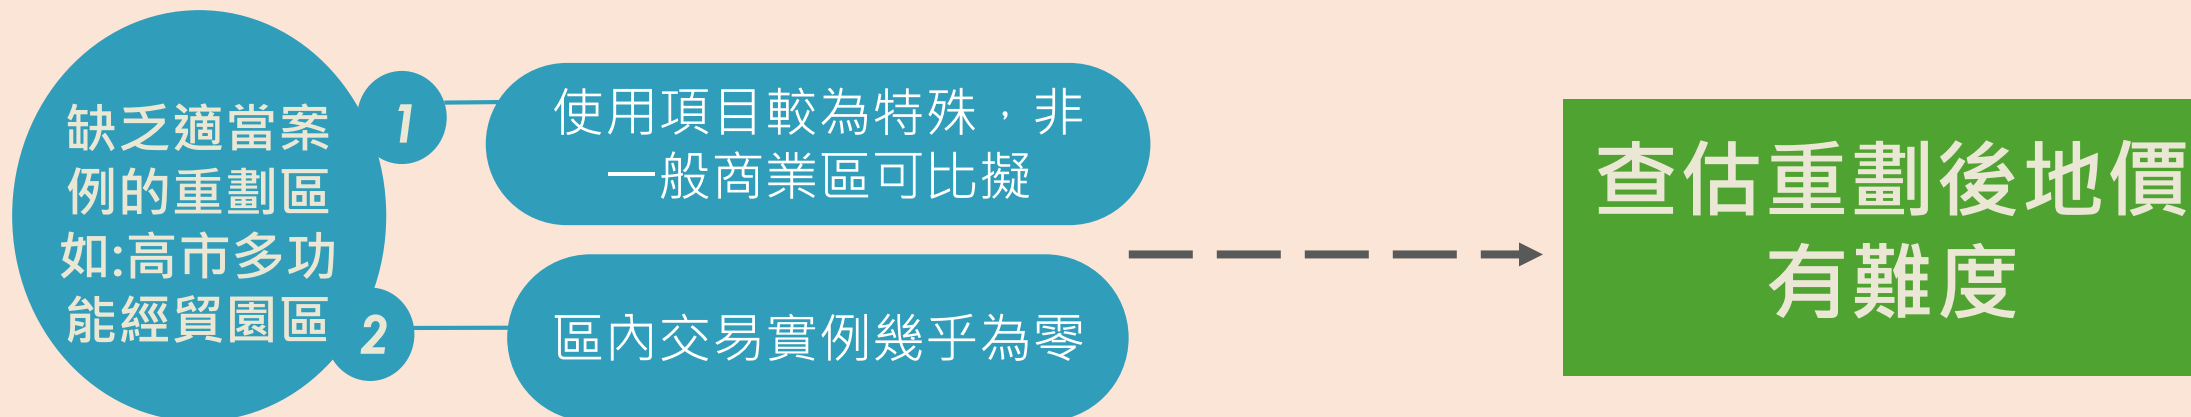 缺乏適當案
例的重劃區
如:高市多功
能經貿園區
1
使用項目較為特殊，非
一般商業區可比擬
2
區內交易實例幾乎為零
查估重劃後地價
有難度